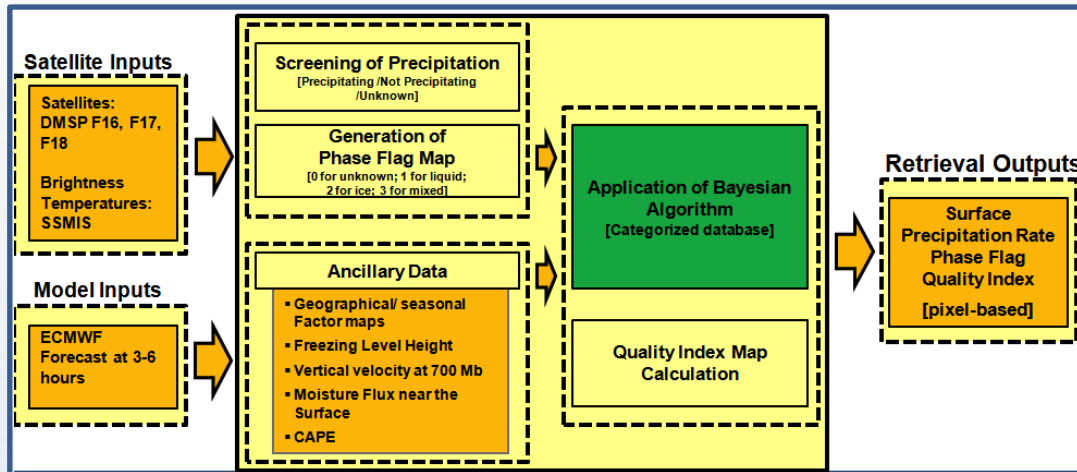 Satellite Inputs
Satellites:
DMSP F16, F17,
F18
Brightness
Temperatures:
SSMIS
Model Inputs
ECMWF
Forecast at 3-6
hours
Screening of Precipitation
[Precipitating /Not Precipitating
/Unknown]
Generation of
Phase Flag Map
[0 for unknown; 1 for liquid;
2 for ice; 3 for mixed]
Ancillary Data
▪ Geographical/ seasonal
Factor maps
▪ Freezing Level Height
▪ Vertical velocity at 700 Mb
▪ Moisture Flux near the
Surface
▪ CAPE
Application of Bayesian
Algorithm
[Categorized database]
Quality Index Map
Calculation
Retrieval Outputs
Surface
Precipitation Rate
Phase Flag
Quality Index
[pixel-based]